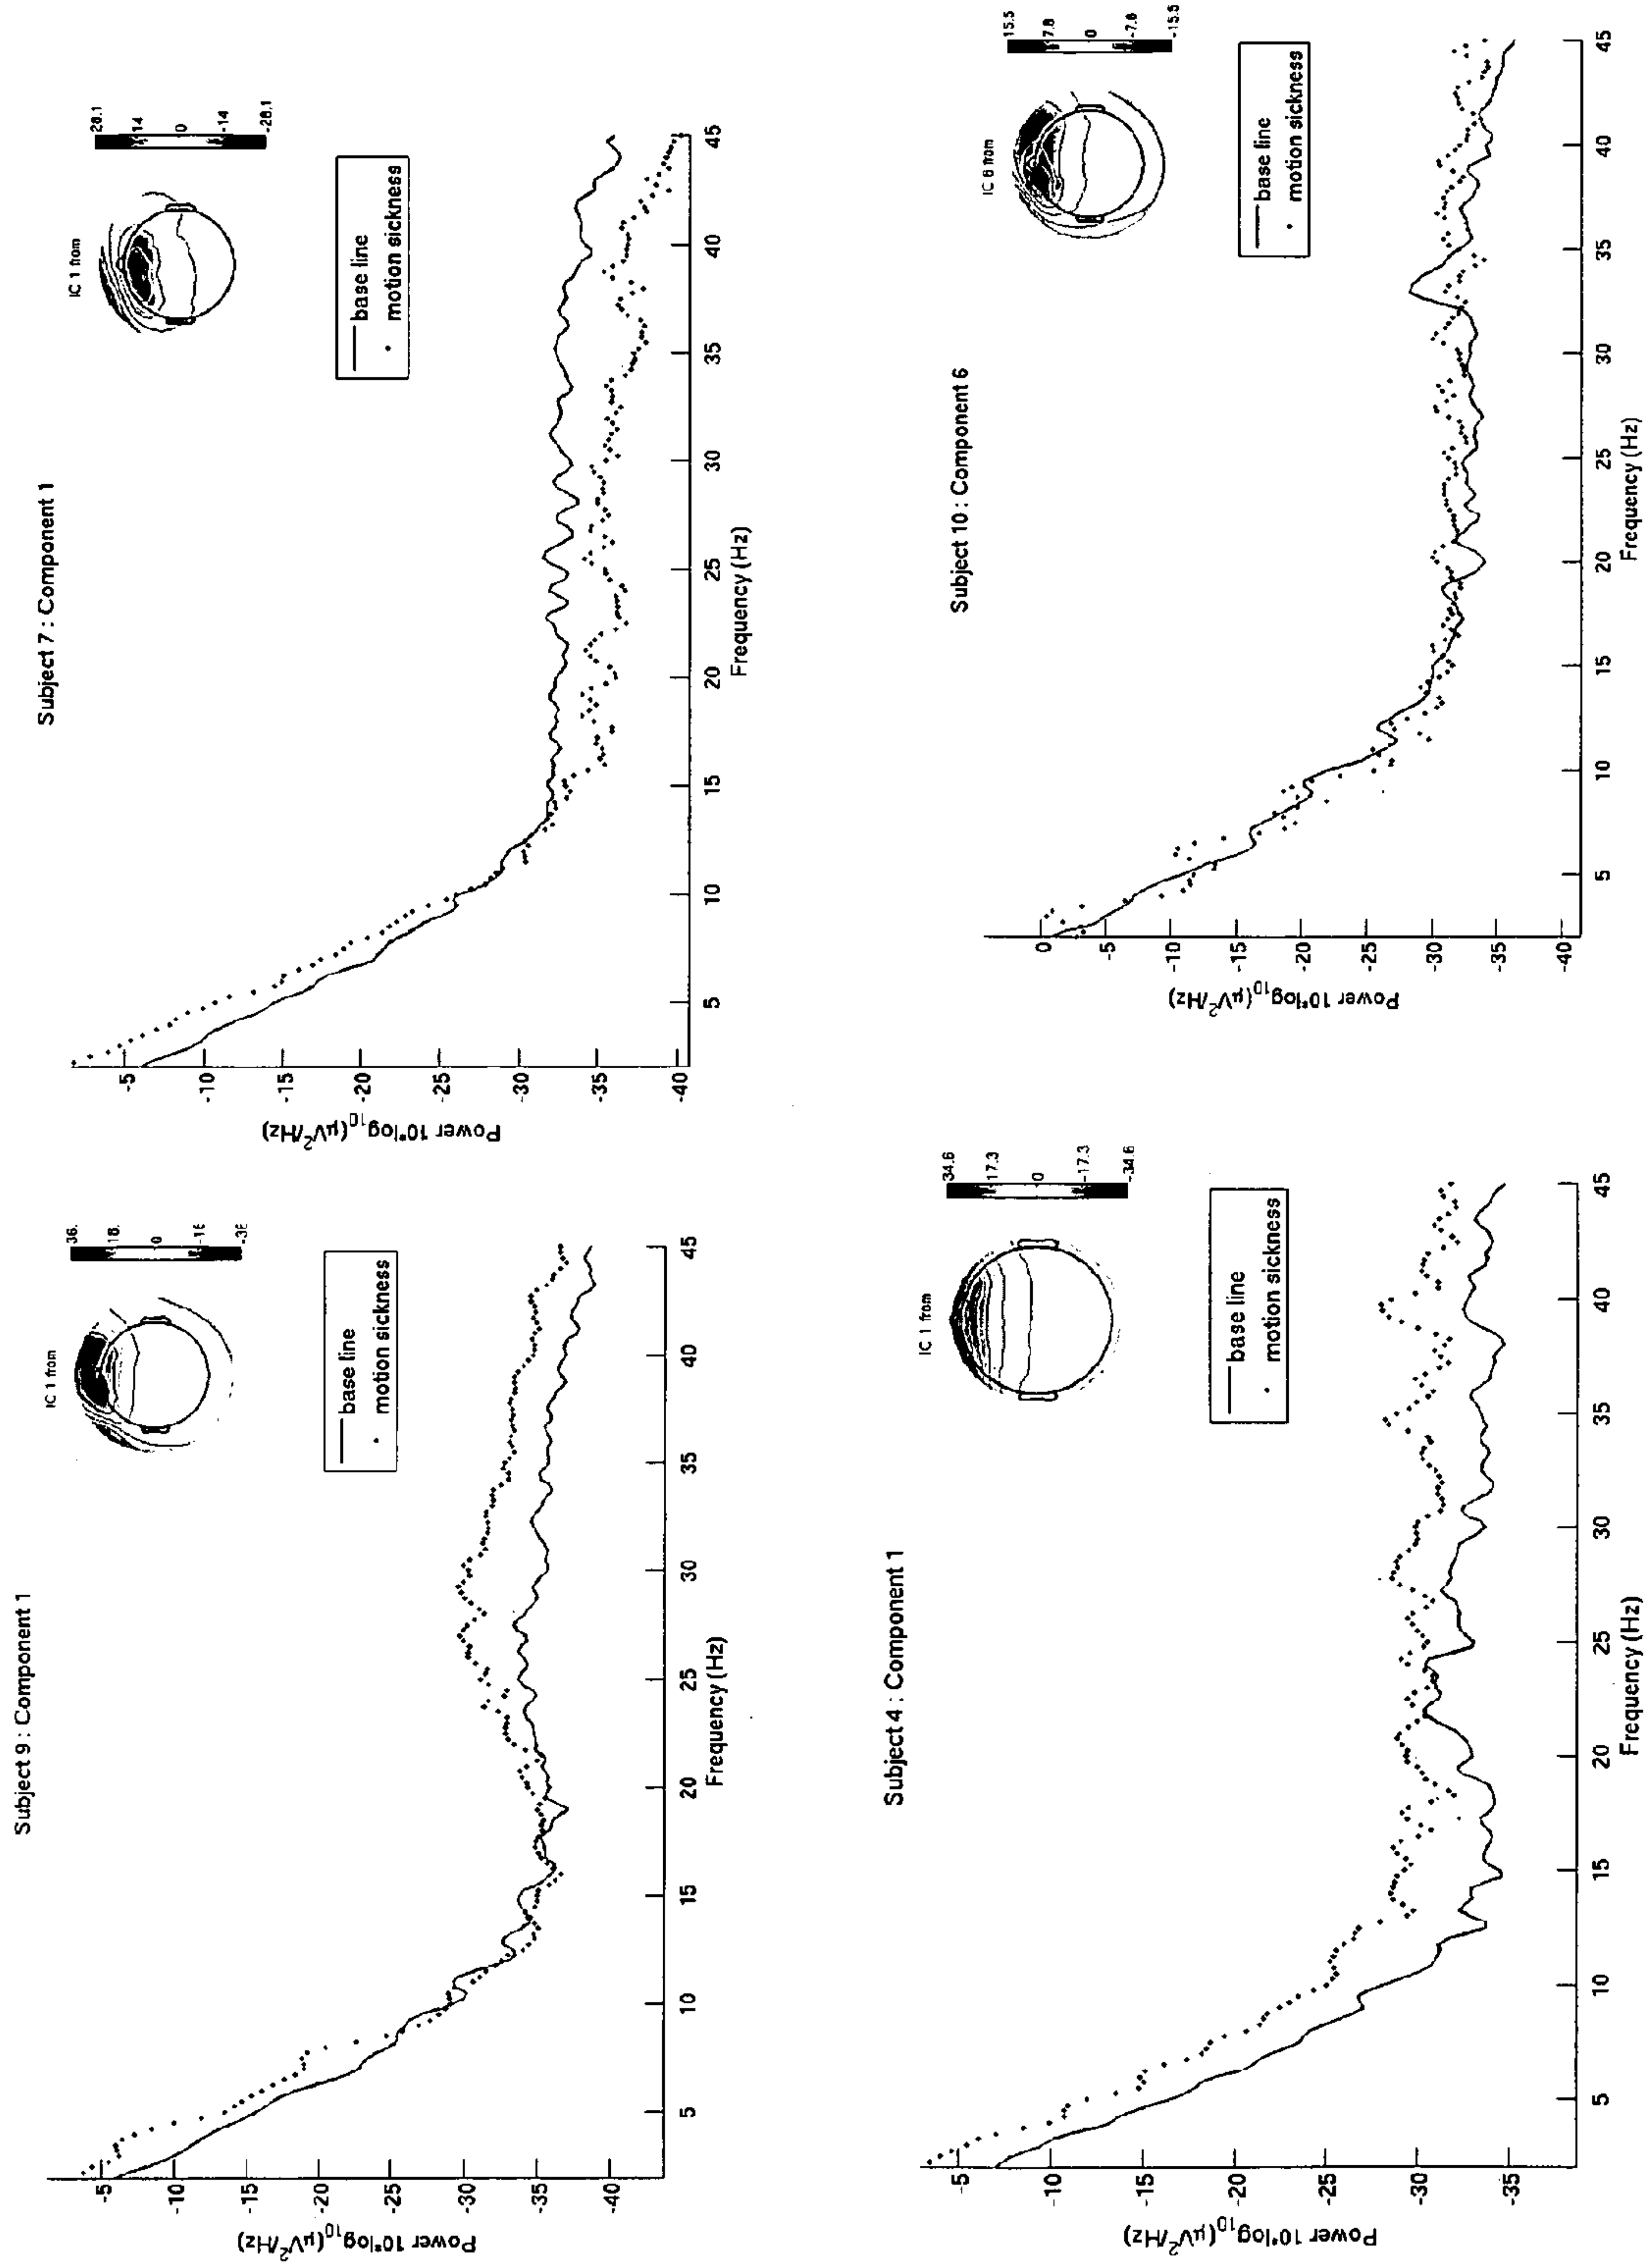 Subject 9 : Component 1
IC 1 from
36.
18.
0
-18
-36
base line
motion sickness
Power 10*log10(μV²/Hz)
-5
-10
-15
-20
-25
-30
-35
-40
5 10 15 20 25 30 35 40 45
Frequency (Hz)
Subject 7 : Component 1
IC 1 from
28.1
14
0
-14
-28.1
base line
motion sickness
Power 10*log10(μV²/Hz)
-5
-10
-15
-20
-25
-30
-35
-40
5 10 15 20 25 30 35 40 45
Frequency (Hz)
Subject 4 : Component 1
IC 1 from
34.6
17.3
0
-17.3
-34.6
base line
motion sickness
Power 10*log10(μV²/Hz)
-5
-10
-15
-20
-25
-30
-35
5 10 15 20 25 30 35 40 45
Frequency (Hz)
Subject 10 : Component 6
IC 6 from
15.5
7.8
0
-7.8
-15.5
base line
motion sickness
Power 10*log10(μV²/Hz)
0
-5
-10
-15
-20
-25
-30
-35
-40
5 10 15 20 25 30 35 40 45
Frequency (Hz)